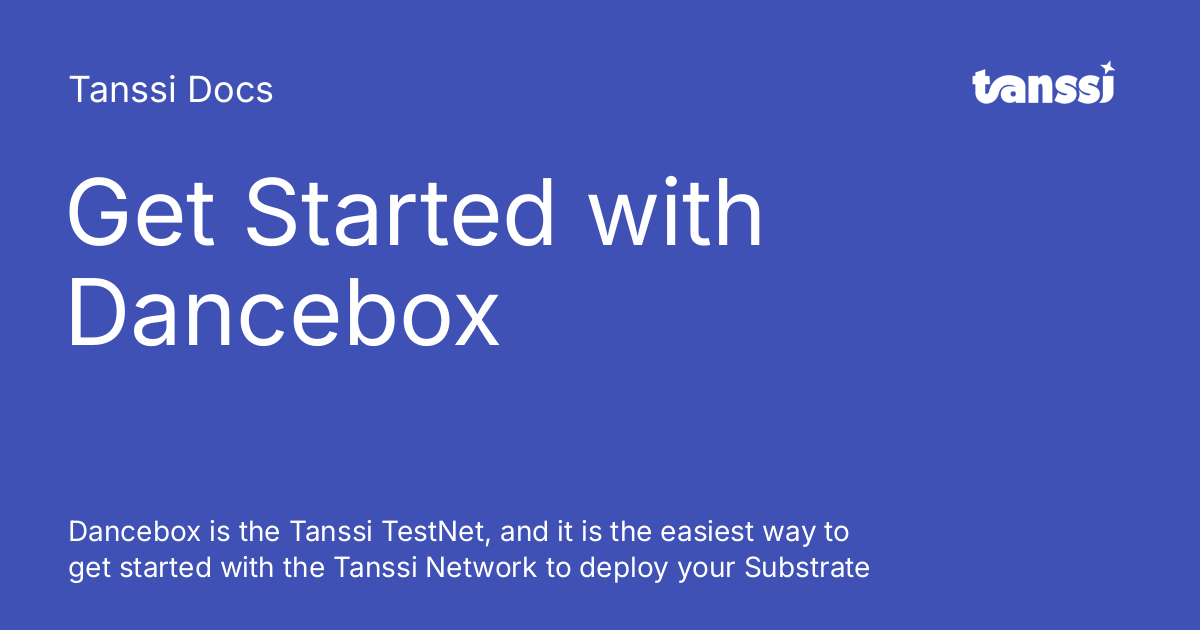 Tanssi Docs
tanssi
Get Started with
Dancebox
Dancebox is the Tanssi TestNet, and it is the easiest way to
get started with the Tanssi Network to deploy your Substrate